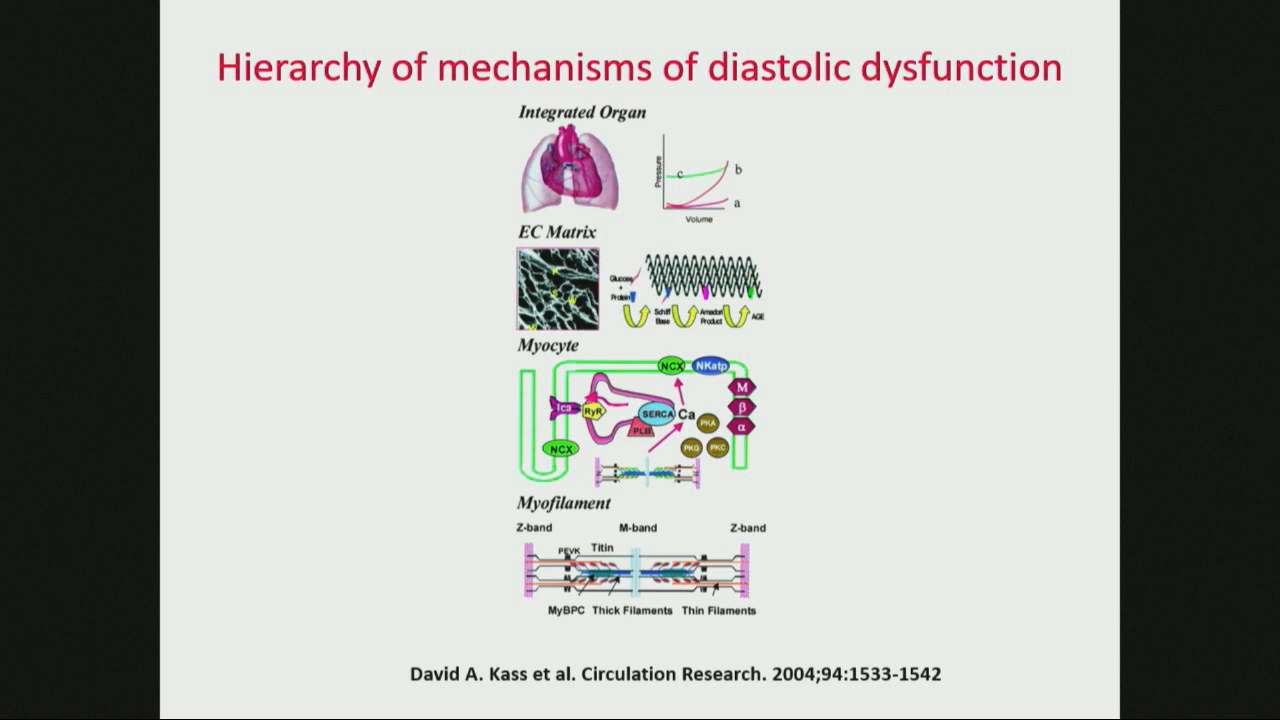 Hierarchy of mechanisms of diastolic dysfunction
Integrated Organ
Pressure
c
b
a
Volume
EC Matrix
Glucose
+
Protein
Schiff
Base
Amadori
Product
AGE
Myocyte
NCX
NKatp
M
Ica
RyR
SERCA
Ca
β
PLB
PKA
α
NCX
PKG
PKC
Myofilament
Z-band
M-band
Z-band
PEVK
Titin
MyBPC
Thick Filaments
Thin Filaments
David A. Kass et al. Circulation Research. 2004;94:1533-1542